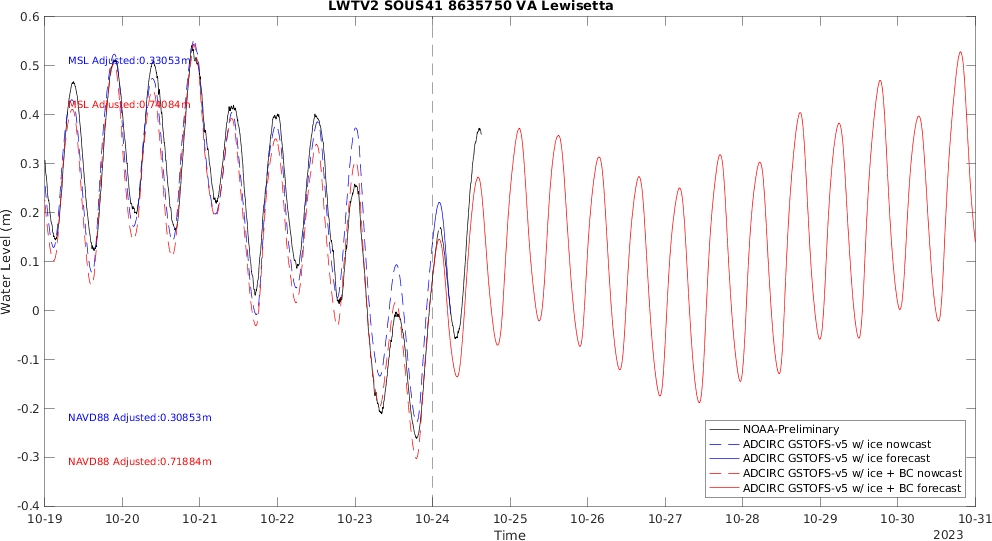 LWTV2 SOUS41 8635750 VA Lewisetta
0.6
0.5
0.4
0.3
0.2
0.1
0
-0.1
-0.2
-0.3
-0.4
Water Level (m)
MSL Adjusted:0.33053m
MSL Adjusted:0.74084m
NAVD88 Adjusted:0.30853m
NAVD88 Adjusted:0.71884m
NOAA-Preliminary
ADCIRC GSTOFS-v5 w/ ice nowcast
ADCIRC GSTOFS-v5 w/ ice forecast
ADCIRC GSTOFS-v5 w/ ice + BC nowcast
ADCIRC GSTOFS-v5 w/ ice + BC forecast
10-19 10-20 10-21 10-22 10-23 10-24 10-25 10-26 10-27 10-28 10-29 10-30 10-31
Time
2023